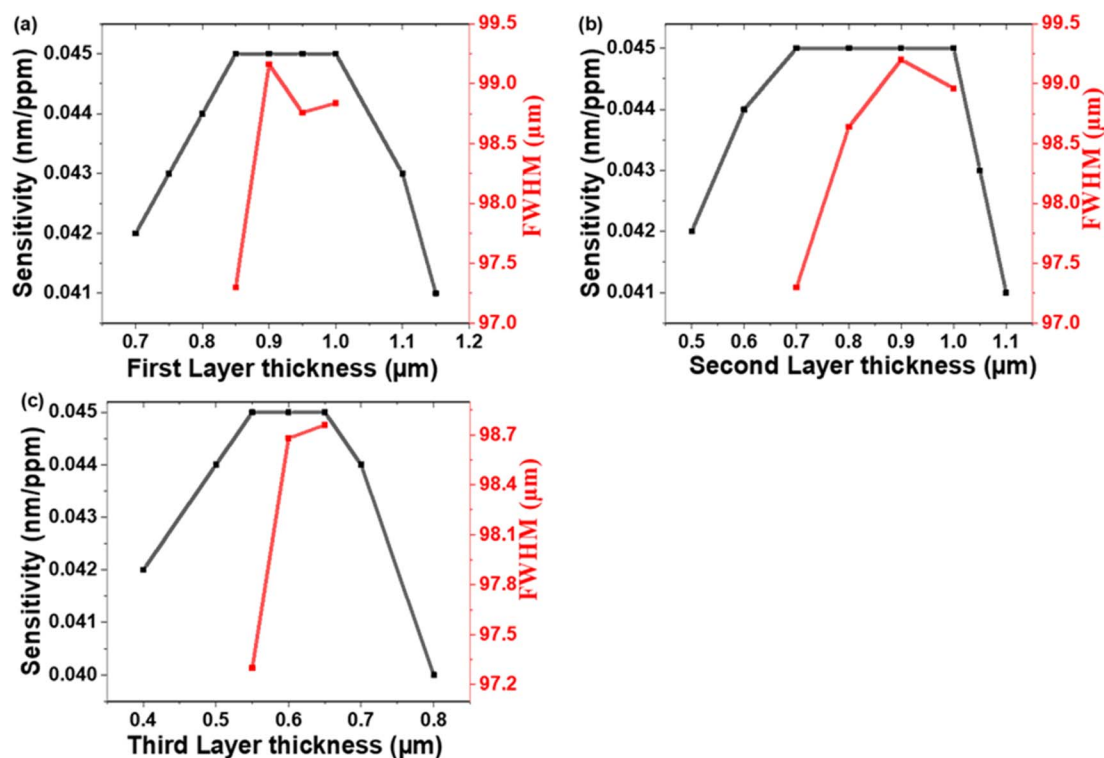 (a)
99.5
0.045
99.0
0.044
98.5
0.043
98.0
0.042
97.5
0.041
97.0
0.7 0.8 0.9 1.0 1.1 1.2
Sensitivity (nm/ppm)
FWHM (µm)
First Layer thickness (µm)
(b)
99.5
0.045
99.0
0.044
98.5
0.043
98.0
0.042
97.5
0.041
97.0
0.5 0.6 0.7 0.8 0.9 1.0 1.1
Sensitivity (nm/ppm)
FWHM (µm)
Second Layer thickness (µm)
(c)
0.045
98.7
0.044
98.4
0.043
98.1
0.042
97.8
0.041
97.5
0.040
97.2
0.4 0.5 0.6 0.7 0.8
Sensitivity (nm/ppm)
FWHM (µm)
Third Layer thickness (µm)